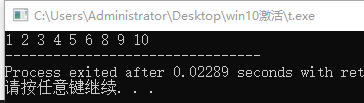 C:\Users\Administrator\Desktop\win10激活\t.exe
1 2 3 4 5 6 8 9 10
--------------------------------
Process exited after 0.02289 seconds with ret
请按任意键继续. . .